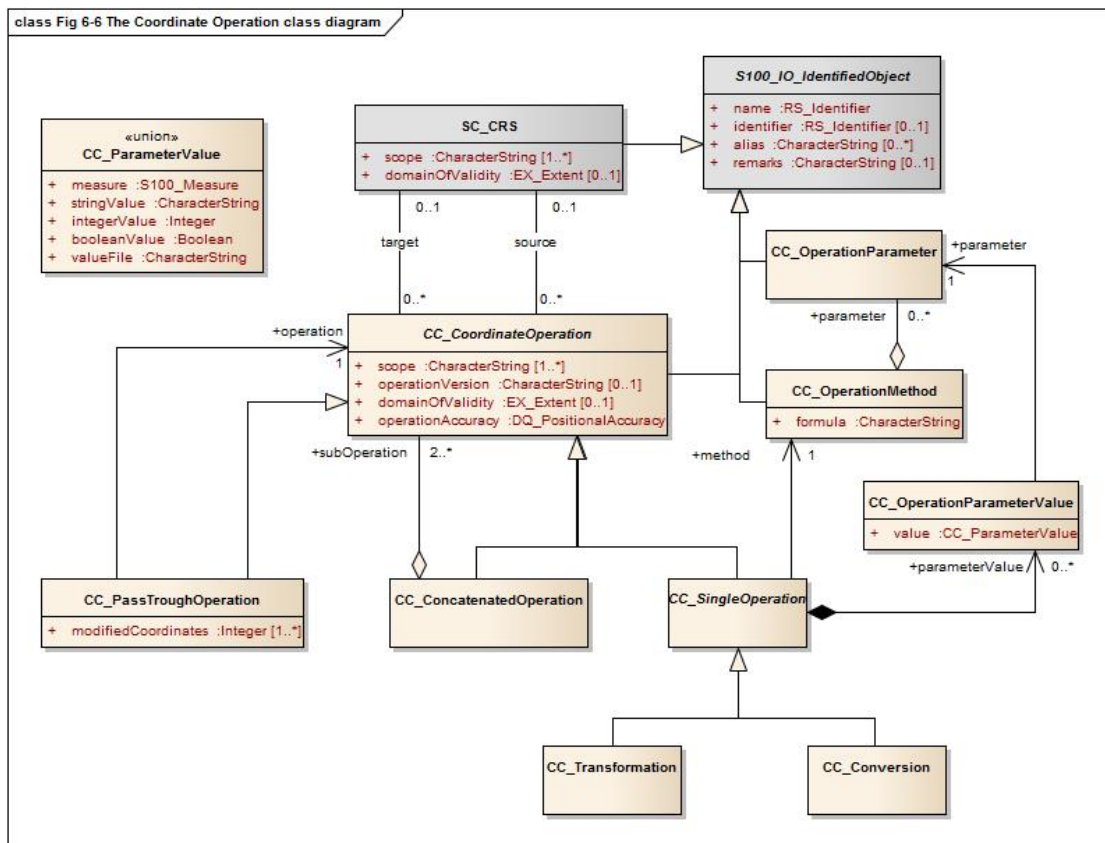 class Fig 6-6 The Coordinate Operation class diagram
S100_IO_IdentifiedObject
+ name :RS_Identifier
+ identifier :RS_Identifier [0..1]
+ alias :CharacterString [0..*]
+ remarks :CharacterString [0..1]
SC_CRS
+ scope :CharacterString [1..*]
+ domainOfValidity :EX_Extent [0..1]
«union»
CC_ParameterValue
+ measure :S100_Measure
+ stringValue :CharacterString
+ integerValue :Integer
+ booleanValue :Boolean
+ valueFile :CharacterString
0..1
0..1
target
source
0..*
0..*
CC_OperationParameter
+parameter
1
+parameter
0..*
+operation
1
CC_CoordinateOperation
+ scope :CharacterString [1..*]
+ operationVersion :CharacterString [0..1]
+ domainOfValidity :EX_Extent [0..1]
+ operationAccuracy :DQ_PositionalAccuracy
CC_OperationMethod
+ formula :CharacterString
+subOperation
2..*
+method
1
CC_OperationParameterValue
+ value :CC_ParameterValue
+parameterValue
0..*
CC_PassTroughOperation
+ modifiedCoordinates :Integer [1..*]
CC_ConcatenatedOperation
CC_SingleOperation
CC_Transformation
CC_Conversion